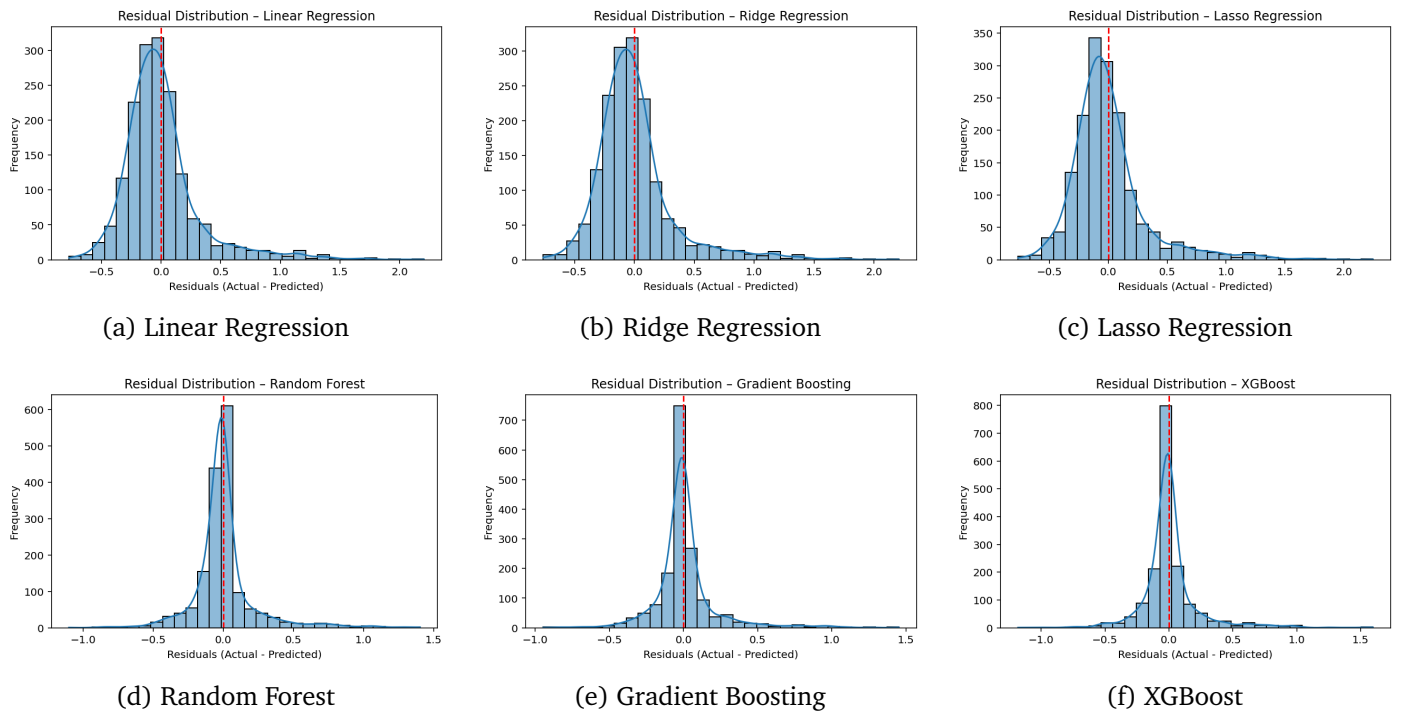 Residual Distribution – Linear Regression
Frequency
300
250
200
150
100
50
0
−0.5 0.0 0.5 1.0 1.5 2.0
Residuals (Actual - Predicted)
(a) Linear Regression
Residual Distribution – Ridge Regression
Frequency
300
250
200
150
100
50
0
−0.5 0.0 0.5 1.0 1.5 2.0
Residuals (Actual - Predicted)
(b) Ridge Regression
Residual Distribution – Lasso Regression
Frequency
350
300
250
200
150
100
50
0
−0.5 0.0 0.5 1.0 1.5 2.0
Residuals (Actual - Predicted)
(c) Lasso Regression
Residual Distribution – Random Forest
Frequency
600
500
400
300
200
100
0
−1.0 −0.5 0.0 0.5 1.0 1.5
Residuals (Actual - Predicted)
(d) Random Forest
Residual Distribution – Gradient Boosting
Frequency
700
600
500
400
300
200
100
0
−1.0 −0.5 0.0 0.5 1.0 1.5
Residuals (Actual - Predicted)
(e) Gradient Boosting
Residual Distribution – XGBoost
Frequency
800
700
600
500
400
300
200
100
0
−1.0 −0.5 0.0 0.5 1.0 1.5
Residuals (Actual - Predicted)
(f) XGBoost